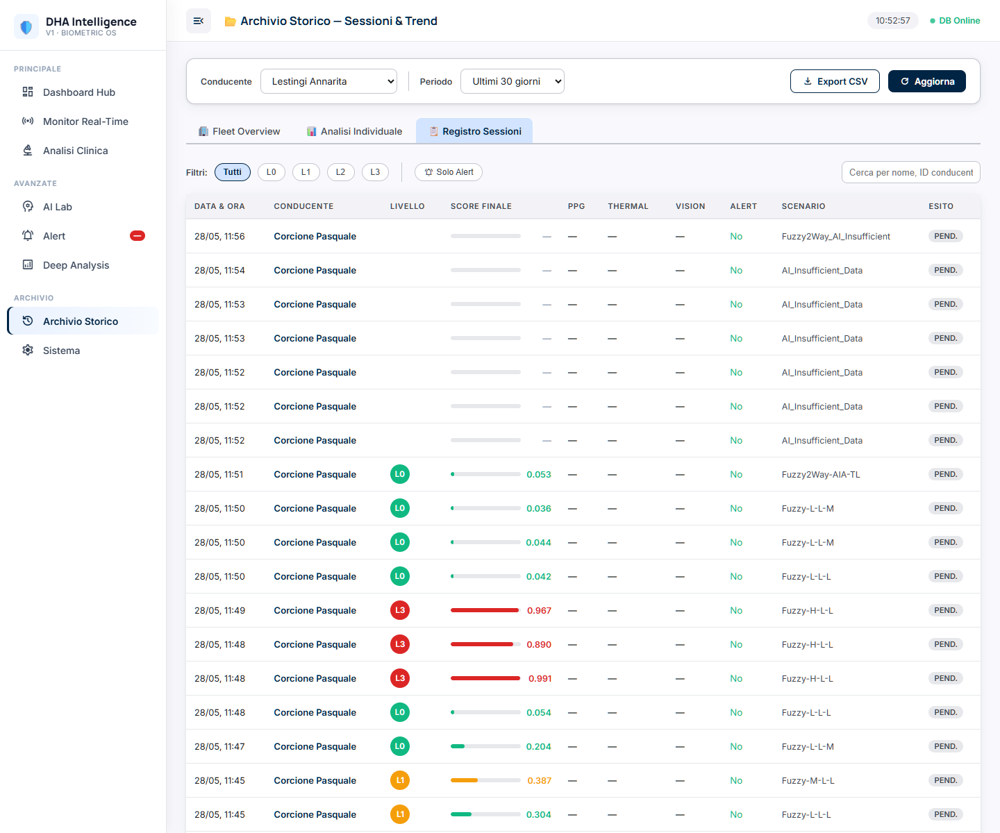 DHA Intelligence
V1 · BIOMETRIC OS
PRINCIPALE
Dashboard Hub
Monitor Real-Time
Analisi Clinica
AVANZATE
AI Lab
Alert
—
Deep Analysis
ARCHIVIO
Archivio Storico
Sistema
Archivio Storico — Sessioni & Trend
10:52:57
DB Online
Conducente
Lestingi Annarita
Periodo
Ultimi 30 giorni
Export CSV
Aggiorna
Fleet Overview
Analisi Individuale
Registro Sessioni
Filtri:
Tutti
L0
L1
L2
L3
Solo Alert
Cerca per nome, ID conducent
DATA & ORA CONDUCENTE LIVELLO SCORE FINALE PPG THERMAL VISION ALERT SCENARIO ESITO
28/05, 11:56 Corcione Pasquale — — — — No Fuzzy2Way_AI_Insufficient PEND.
28/05, 11:54 Corcione Pasquale — — — — No AI_Insufficient_Data PEND.
28/05, 11:53 Corcione Pasquale — — — — No AI_Insufficient_Data PEND.
28/05, 11:53 Corcione Pasquale — — — — No AI_Insufficient_Data PEND.
28/05, 11:52 Corcione Pasquale — — — — No AI_Insufficient_Data PEND.
28/05, 11:52 Corcione Pasquale — — — — No AI_Insufficient_Data PEND.
28/05, 11:52 Corcione Pasquale — — — — No AI_Insufficient_Data PEND.
28/05, 11:51 Corcione Pasquale L0 0.053 — — — No Fuzzy2Way-AIA-TL PEND.
28/05, 11:50 Corcione Pasquale L0 0.036 — — — No Fuzzy-L-L-M PEND.
28/05, 11:50 Corcione Pasquale L0 0.044 — — — No Fuzzy-L-L-M PEND.
28/05, 11:50 Corcione Pasquale L0 0.042 — — — No Fuzzy-L-L-L PEND.
28/05, 11:49 Corcione Pasquale L3 0.967 — — — No Fuzzy-H-L-L PEND.
28/05, 11:48 Corcione Pasquale L3 0.890 — — — No Fuzzy-H-L-L PEND.
28/05, 11:48 Corcione Pasquale L3 0.991 — — — No Fuzzy-H-L-L PEND.
28/05, 11:48 Corcione Pasquale L0 0.054 — — — No Fuzzy-L-L-L PEND.
28/05, 11:47 Corcione Pasquale L0 0.204 — — — No Fuzzy-L-L-M PEND.
28/05, 11:45 Corcione Pasquale L1 0.387 — — — No Fuzzy-M-L-L PEND.
28/05, 11:45 Corcione Pasquale L1 0.304 — — — No Fuzzy-L-L-L PEND.